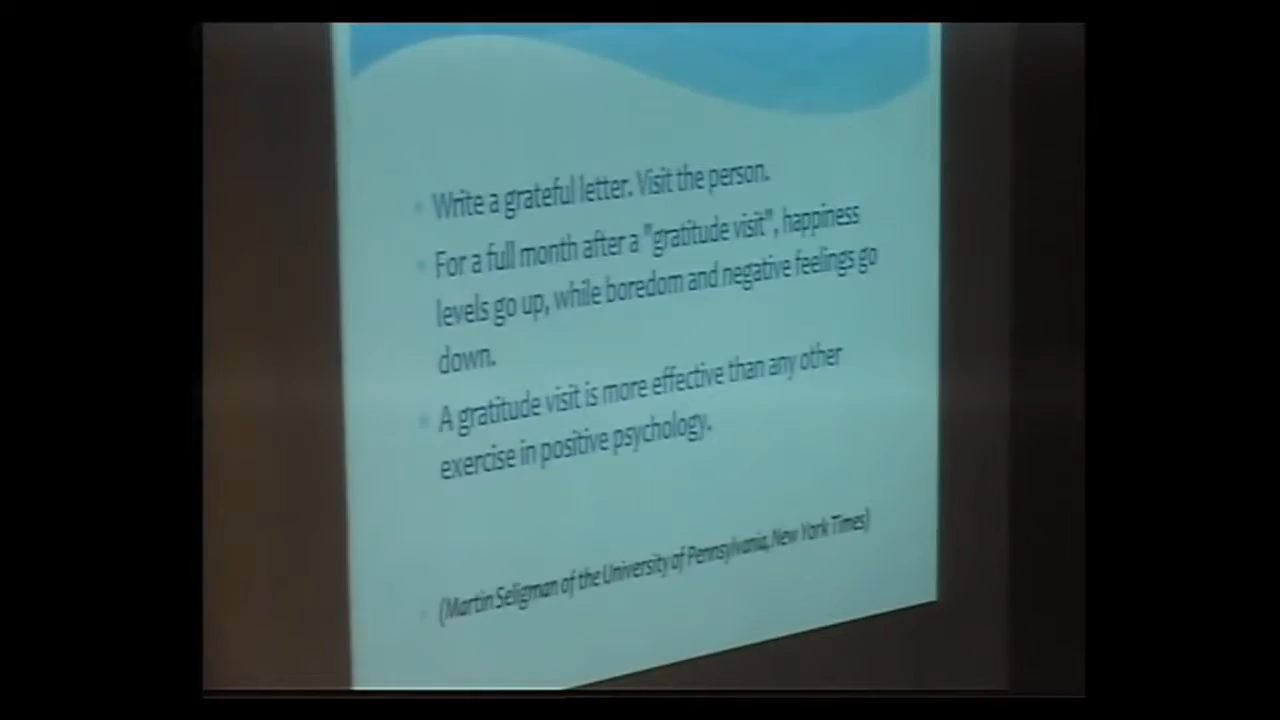 Write a grateful letter. Visit the person.
For a full month after a "gratitude visit", happiness
levels go up, while boredom and negative feelings go
down.
A gratitude visit is more effective than any other
exercise in positive psychology.
(Martin Seligman of the University of Pennsylvania, New York Times)